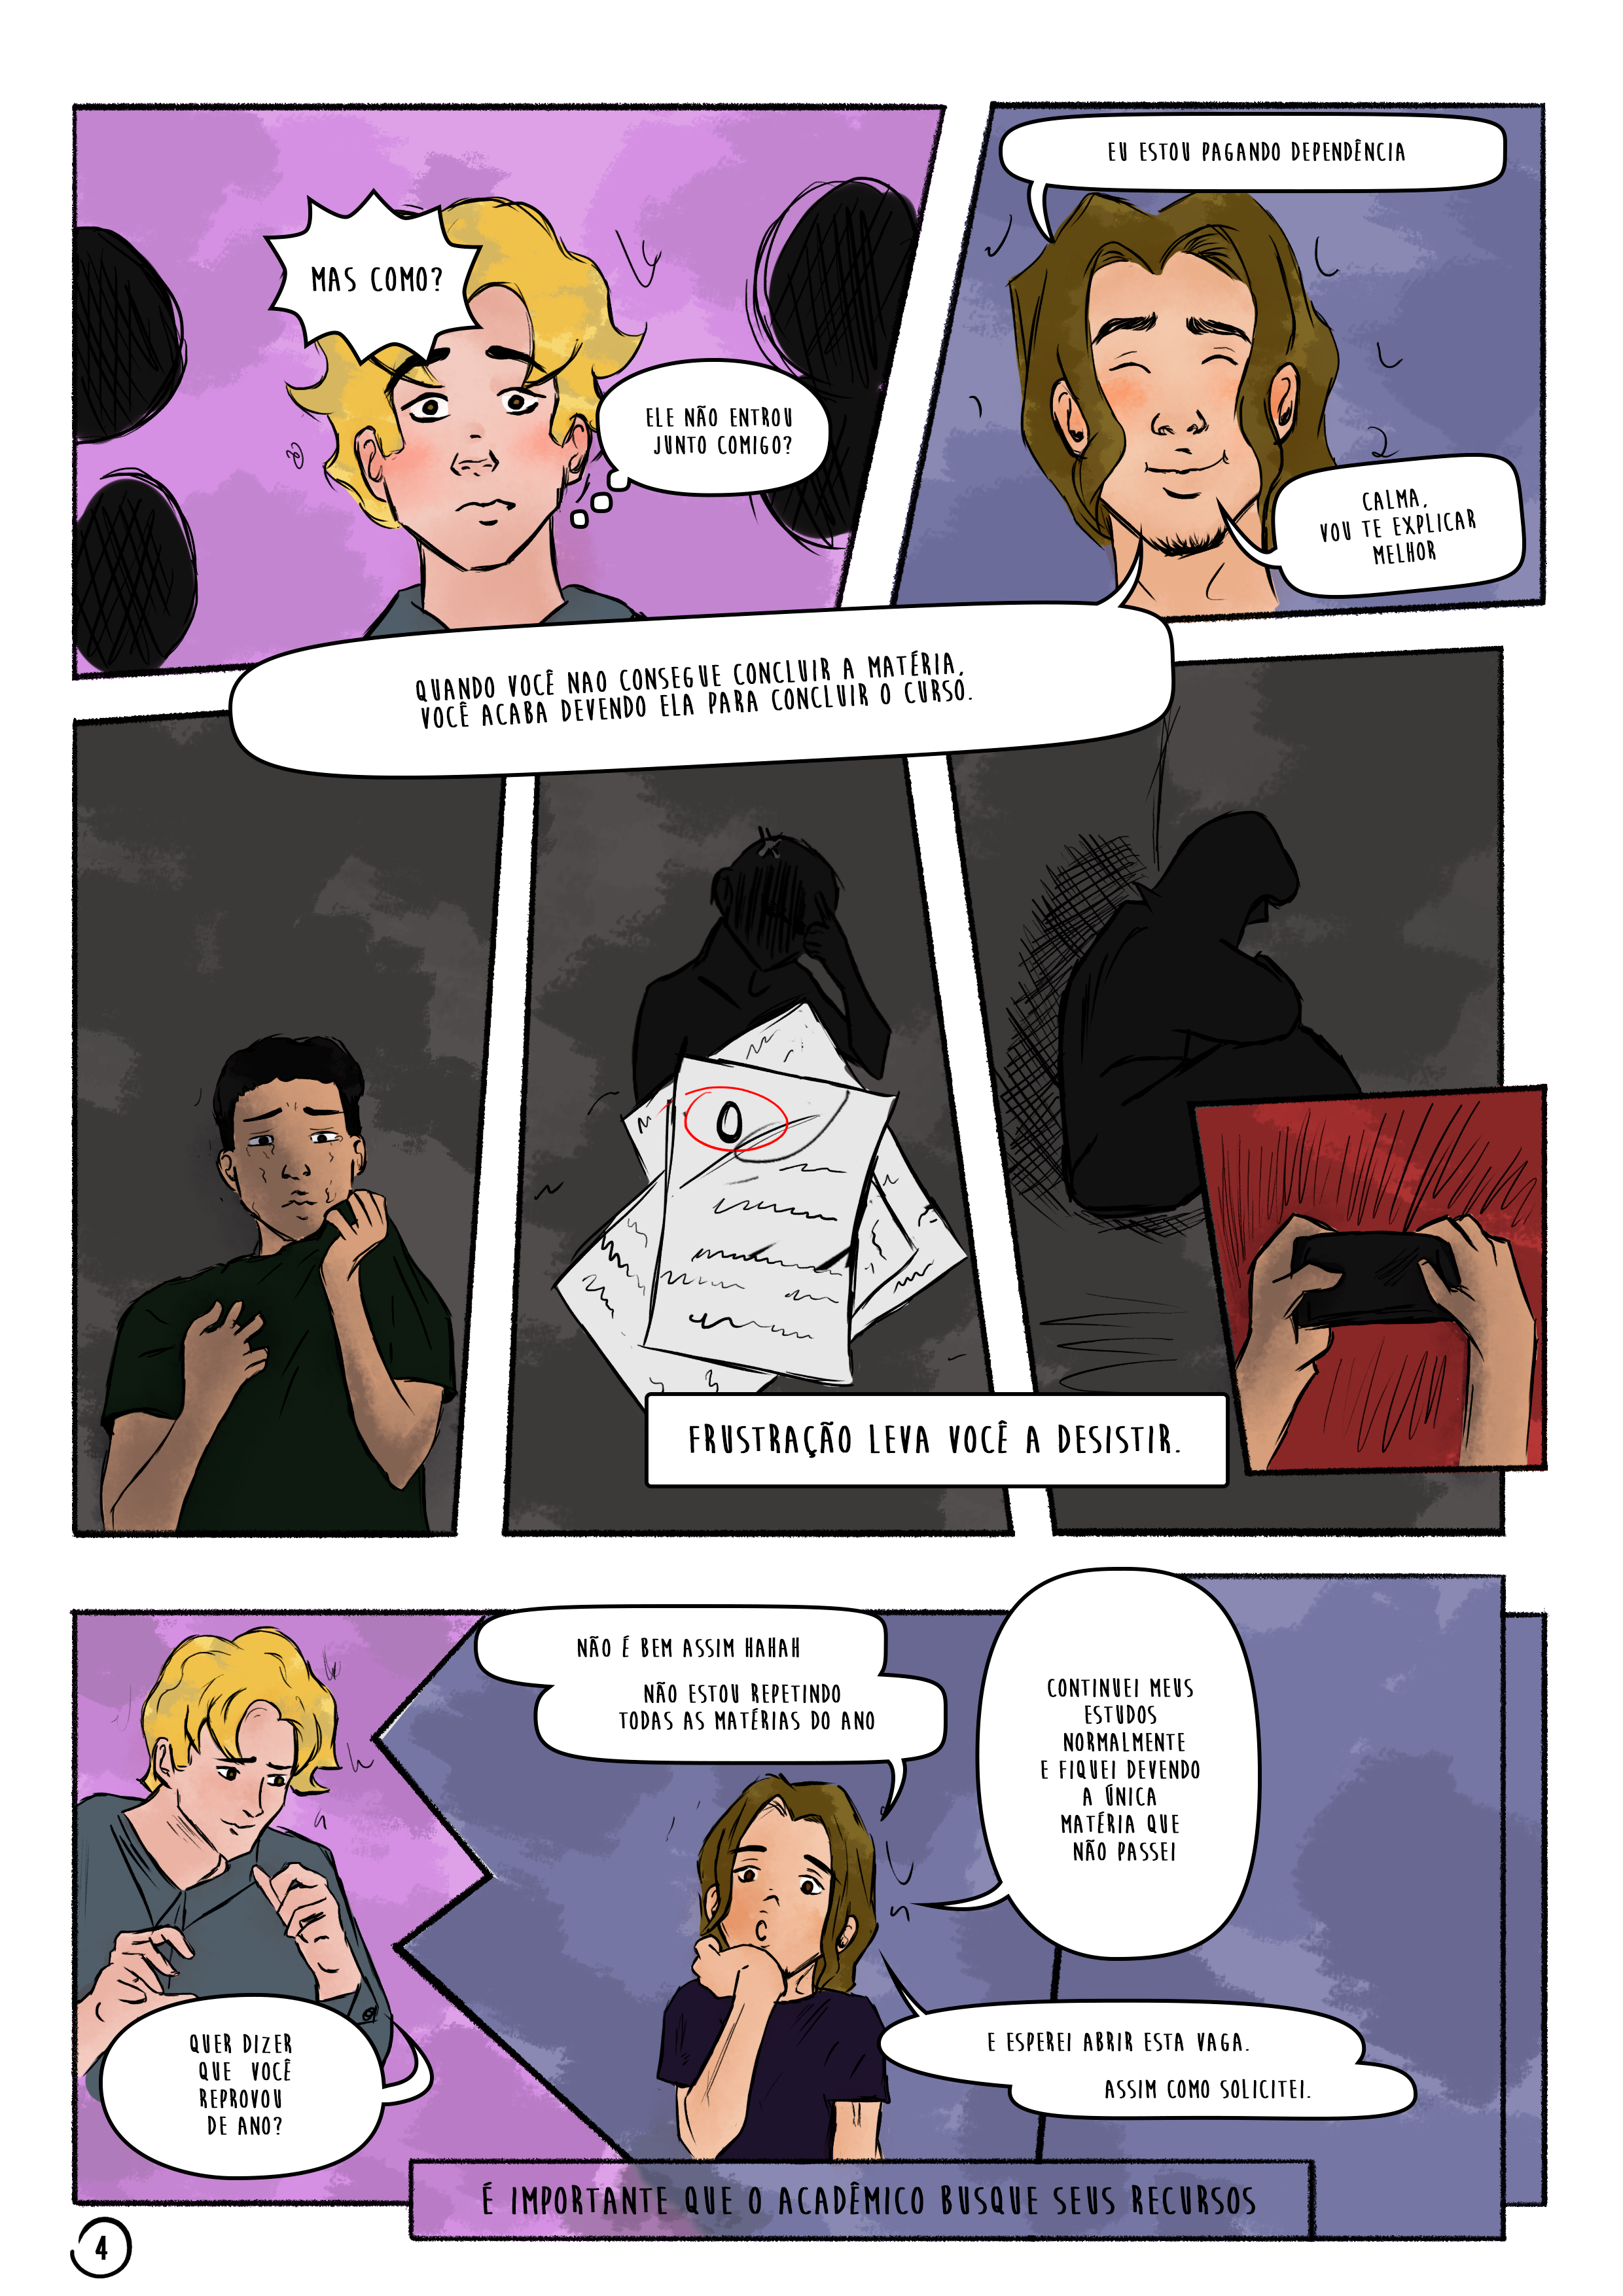 MAS COMO?
ELE NÃO ENTROU
JUNTO COMIGO?
EU ESTOU PAGANDO DEPENDÊNCIA
CALMA,
VOU TE EXPLICAR
MELHOR
QUANDO VOCÊ NAO CONSEGUE CONCLUIR A MATÉRIA,
VOCÊ ACABA DEVENDO ELA PARA CONCLUIR O CURSO.
0
FRUSTRAÇÃO LEVA VOCÊ A DESISTIR.
QUER DIZER
QUE VOCÊ
REPROVOU
DE ANO?
NÃO É BEM ASSIM HAHAH
NÃO ESTOU REPETINDO
TODAS AS MATÉRIAS DO ANO
CONTINUEI MEUS
ESTUDOS
NORMALMENTE
E FIQUEI DEVENDO
A ÚNICA
MATÉRIA QUE
NÃO PASSEI
E ESPEREI ABRIR ESTA VAGA.
ASSIM COMO SOLICITEI.
É IMPORTANTE QUE O ACADÊMICO BUSQUE SEUS RECURSOS
4